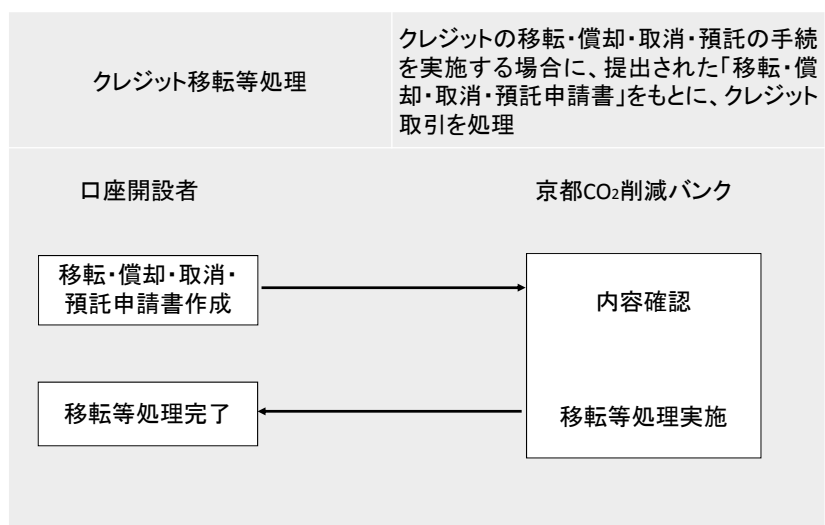 クレジット移転等処理
クレジットの移転・償却・取消・預託の手続
を実施する場合に、提出された「移転・償
却・取消・預託申請書」をもとに、クレジット
取引を処理
口座開設者
京都CO₂削減バンク
移転・償却・取消・
預託申請書作成
内容確認
移転等処理完了
移転等処理実施